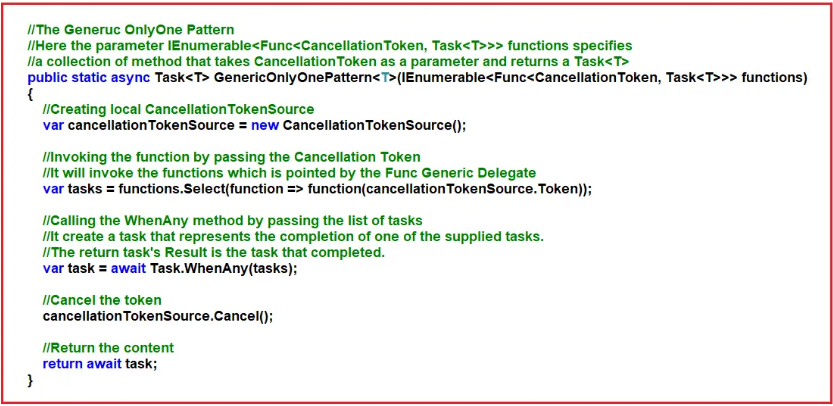 //The Generuc OnlyOne Pattern
//Here the parameter IEnumerable<Func<CancellationToken, Task<T>>> functions specifies
//a collection of method that takes CancellationToken as a parameter and returns a Task<T>
public static async Task<T> GenericOnlyOnePattern<T>(IEnumerable<Func<CancellationToken, Task<T>>> functions)
{
    //Creating local CancellationTokenSource
    var cancellationTokenSource = new CancellationTokenSource();

    //Invoking the function by passing the Cancellation Token
    //It will invoke the functions which is pointed by the Func Generic Delegate
    var tasks = functions.Select(function => function(cancellationTokenSource.Token));

    //Calling the WhenAny method by passing the list of tasks
    //It create a task that represents the completion of one of the supplied tasks.
    //The return task's Result is the task that completed.
    var task = await Task.WhenAny(tasks);

    //Cancel the token
    cancellationTokenSource.Cancel();

    //Return the content
    return await task;
}